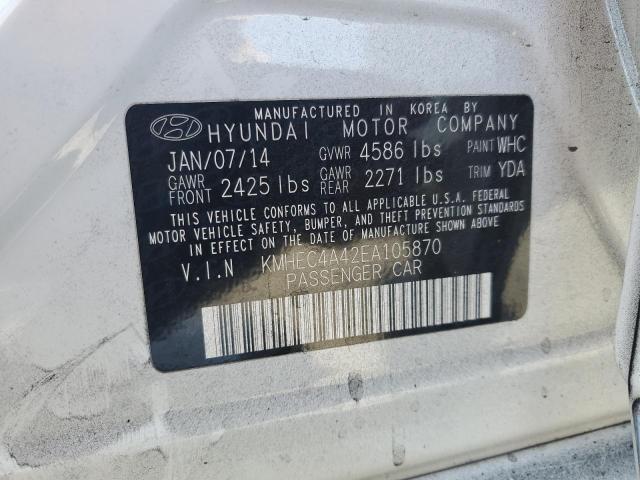 MANUFACTURED IN KOREA BY
HYUNDAI MOTOR COMPANY
JAN/07/14 GVWR 4586 lbs PAINT WHC
GAWR FRONT 2425 lbs GAWR REAR 2271 lbs TRIM YDA
THIS VEHICLE CONFORMS TO ALL APPLICABLE U.S.A. FEDERAL
MOTOR VEHICLE SAFETY, BUMPER, AND THEFT PREVENTION STANDARDS
IN EFFECT ON THE DATE OF MANUFACTURE SHOWN ABOVE.
V.I.N KMHEC4A42EA105870
PASSENGER CAR